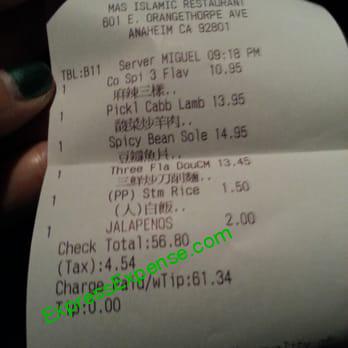 MAS ISLAMIC RESTAURANT
601 E. ORANGETHORPE AVE
ANAHEIM CA 92801
Server MIGUEL 09:18 PM
TBL:B11
1 Co Spi 3 Flav 10.95
麻辣三樣..
1 Pickl Cabb Lamb 13.95
酸菜炒羊肉..
1 Spicy Bean Sole 14.95
豆瓣魚片..
1 Three Fla DouCM 13.45
三鮮炒刀削麵..
1 (PP) Stm Rice 1.50
(人)白飯..
1 JALAPENOS 2.00
Check Total:56.80
(Tax):4.54
Charge Paid/wTip:61.34
Tip:0.00
ExpressExpense.com